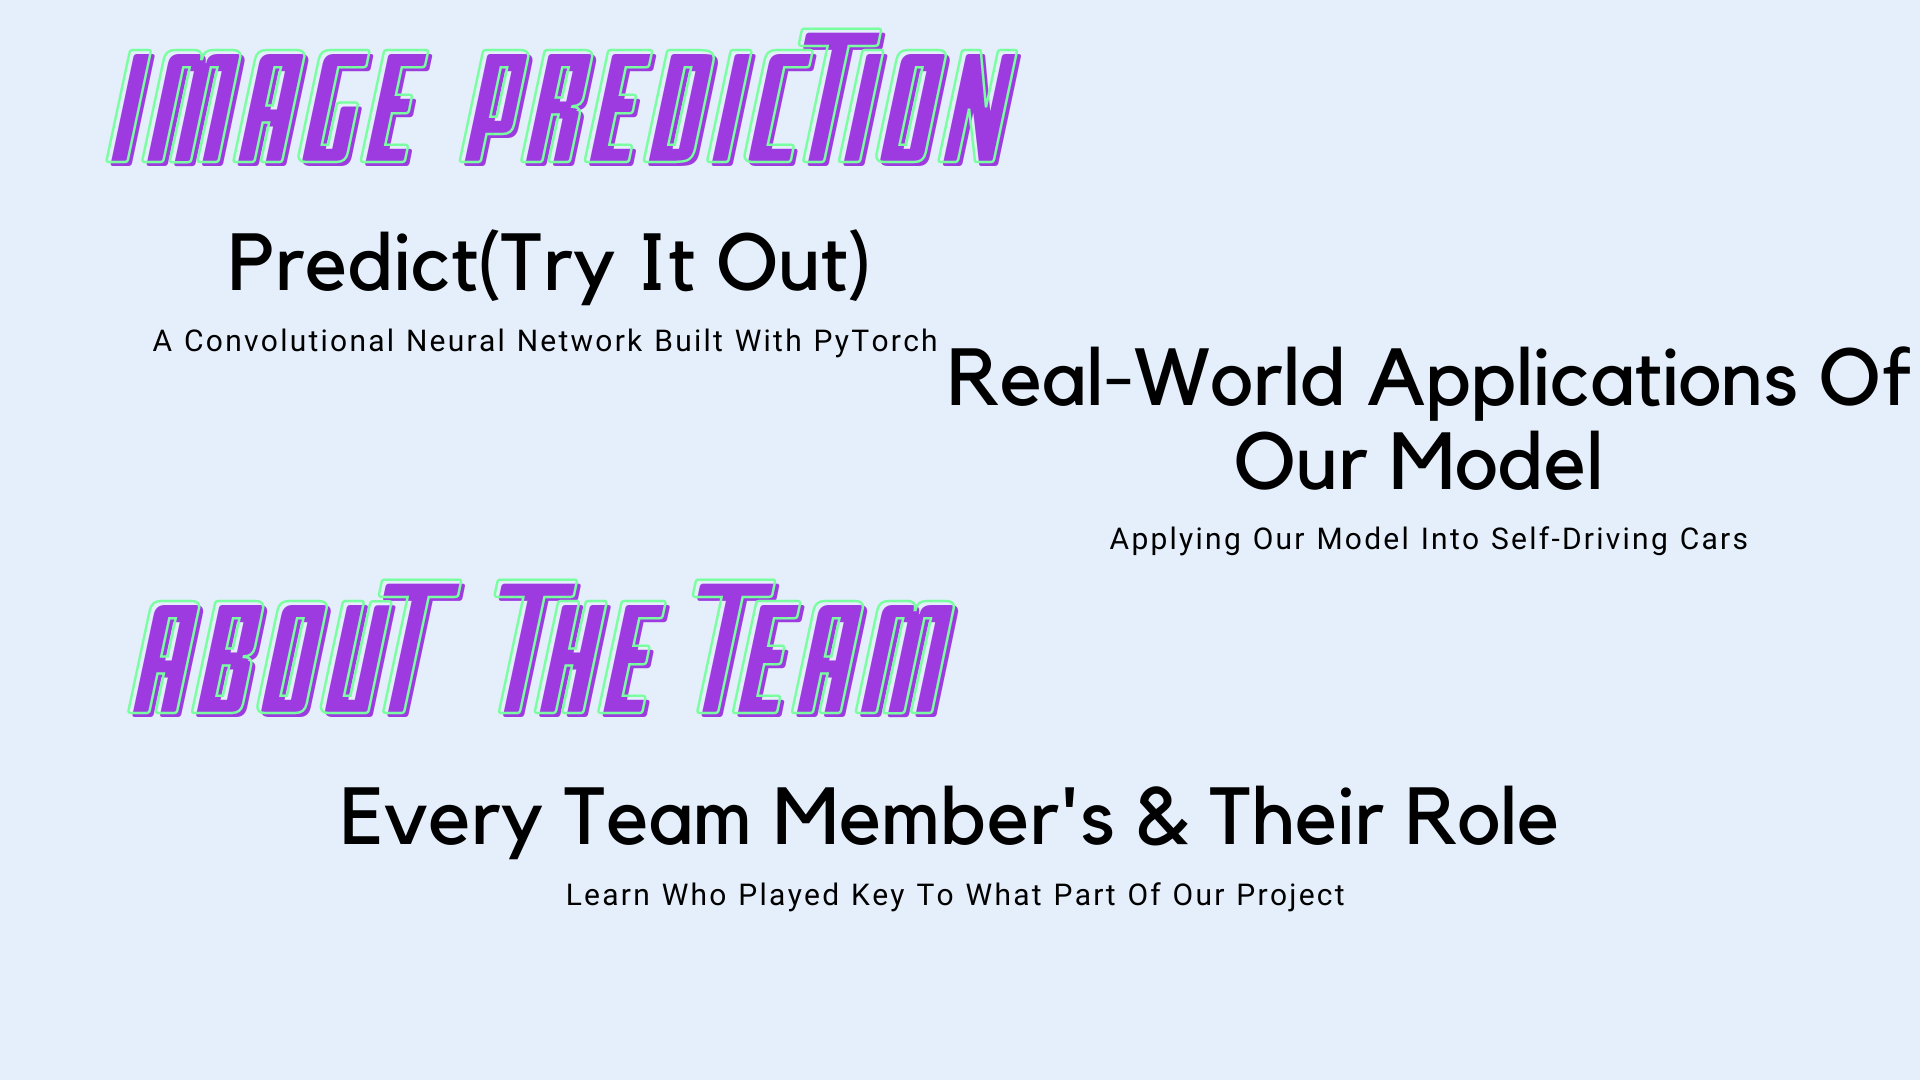 IMAGE PREDICTION
Predict(Try It Out)
A Convolutional Neural Network Built With PyTorch
Real-World Applications Of
Our Model
Applying Our Model Into Self-Driving Cars
ABOUT THE TEAM
Every Team Member's & Their Role
Learn Who Played Key To What Part Of Our Project